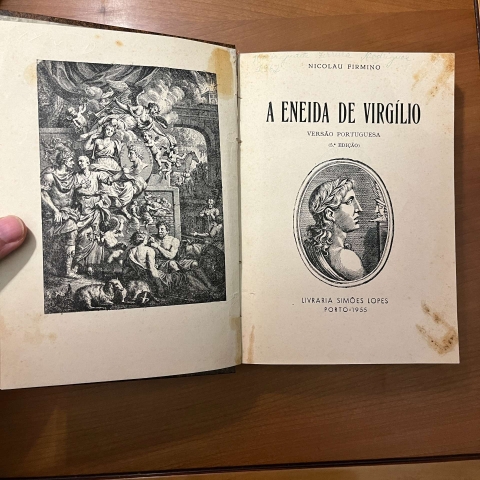 NICOLAU FIRMINO
A ENEIDA DE VIRGÍLIO
VERSÃO PORTUGUESA
(5.ª EDIÇÃO)
LIVRARIA SIMÕES LOPES
PORTO-1955